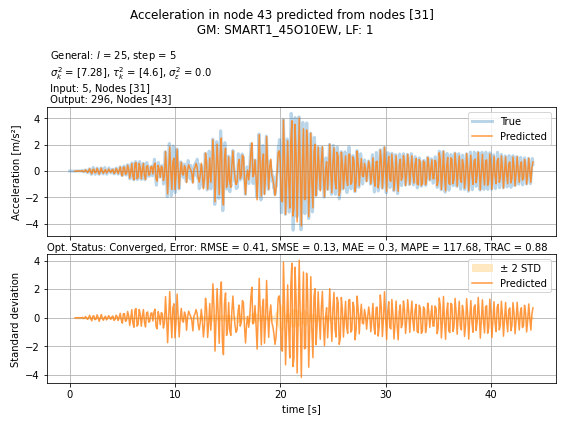 Acceleration in node 43 predicted from nodes [31]
GM: SMART1_45O10EW, LF: 1
General: l = 25, step = 5
σ²ₖ = [7.28], τ²ₖ = [4.6], σ²ₑ = 0.0
Input: 5, Nodes [31]
Output: 296, Nodes [43]
Acceleration [m/s²]
4
2
0
−2
−4
True
Predicted
Opt. Status: Converged, Error: RMSE = 0.41, SMSE = 0.13, MAE = 0.3, MAPE = 117.68, TRAC = 0.88
Standard deviation
4
2
0
−2
−4
± 2 STD
Predicted
0 10 20 30 40
time [s]